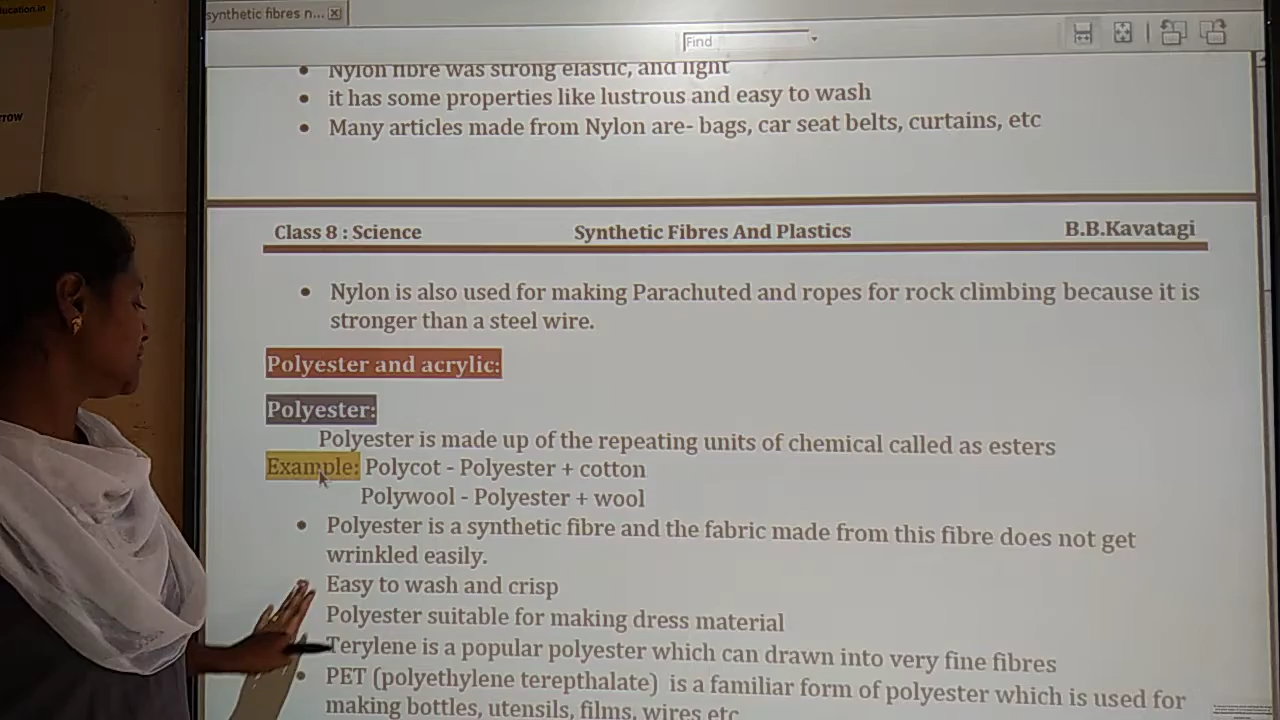 ucation.in
rrow
synthetic fibres n...
Find
Nylon fibre was strong elastic, and light
it has some properties like lustrous and easy to wash
Many articles made from Nylon are- bags, car seat belts, curtains, etc
Class 8 : Science Synthetic Fibres And Plastics B.B.Kavatagi
Nylon is also used for making Parachuted and ropes for rock climbing because it is
stronger than a steel wire.
Polyester and acrylic:
Polyester:
Polyester is made up of the repeating units of chemical called as esters
Example: Polycot - Polyester + cotton
Polywool - Polyester + wool
Polyester is a synthetic fibre and the fabric made from this fibre does not get
wrinkled easily.
Easy to wash and crisp
Polyester suitable for making dress material
Terylene is a popular polyester which can drawn into very fine fibres
PET (polyethylene terepthalate) is a familiar form of polyester which is used for
making bottles, utensils, films, wires etc